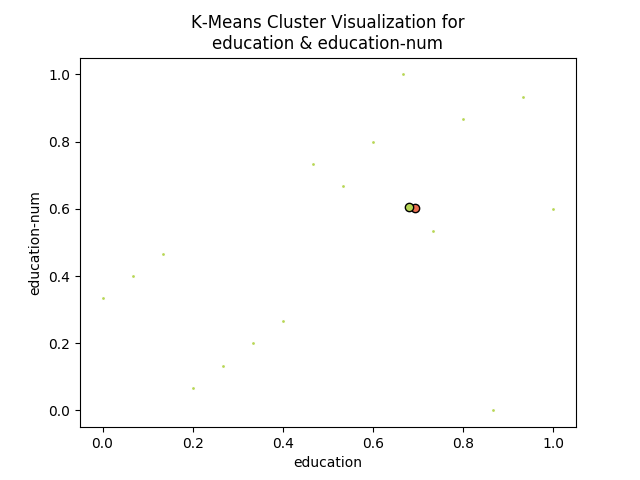 K-Means Cluster Visualization for
education & education-num
1.0
0.8
0.6
0.4
0.2
0.0
education-num
0.0 0.2 0.4 0.6 0.8 1.0
education